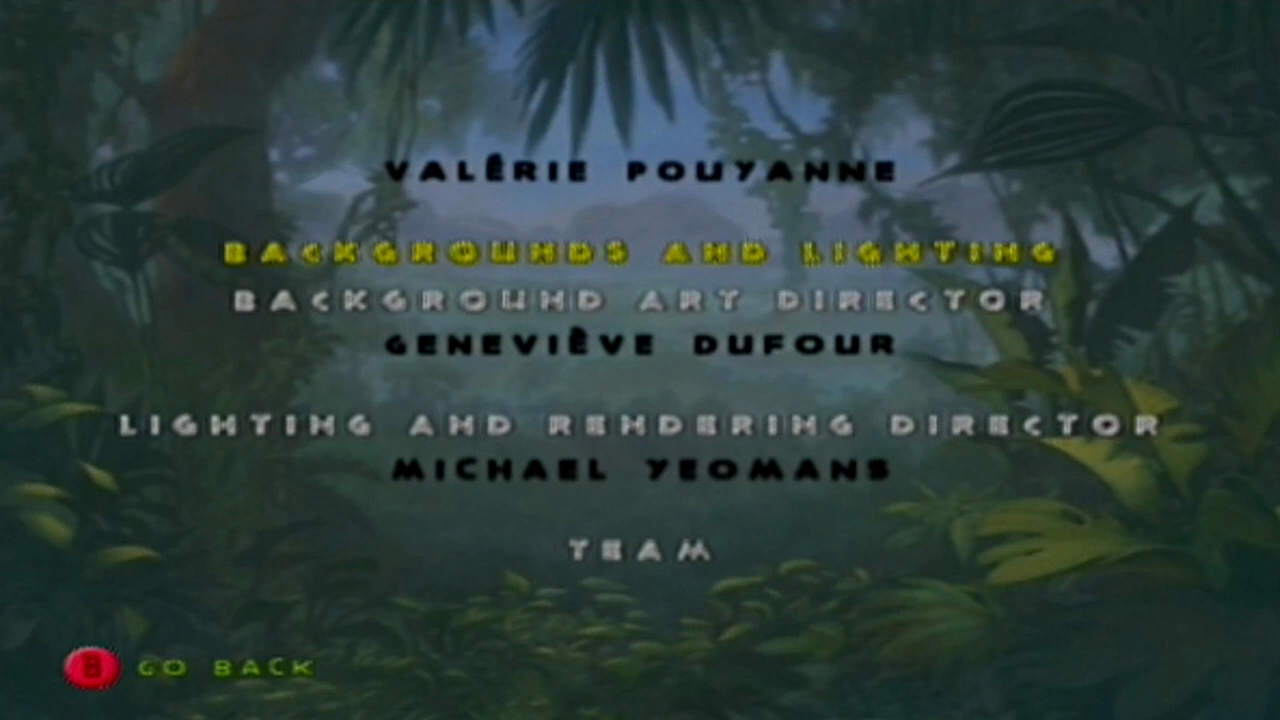 VALÉRIE POUYANNE
BACKGROUNDS AND LIGHTING
BACKGROUND ART DIRECTOR
GENEVIÈVE DUFOUR
LIGHTING AND RENDERING DIRECTOR
MICHAEL YEOMANS
TEAM
B GO BACK